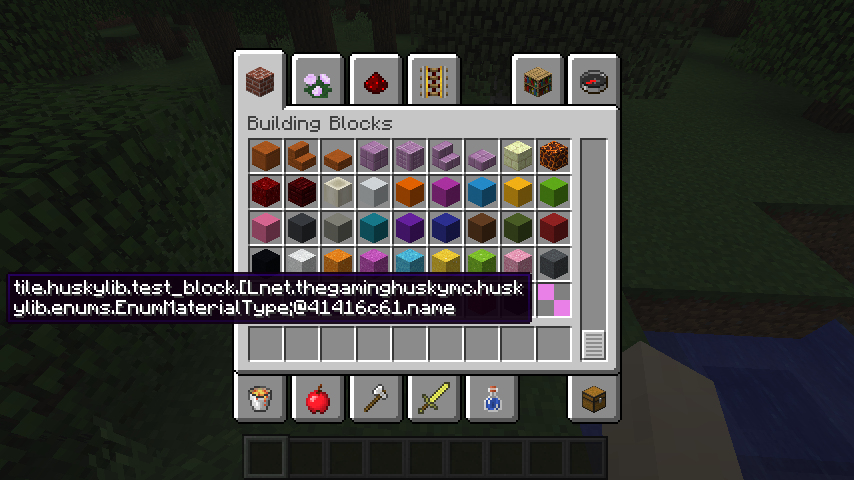 Building Blocks
tile.huskylib.test_block.[Lnet.thegaminghuskymc.husk
ylib.enums.EnumMaterialType;@41416c61.name